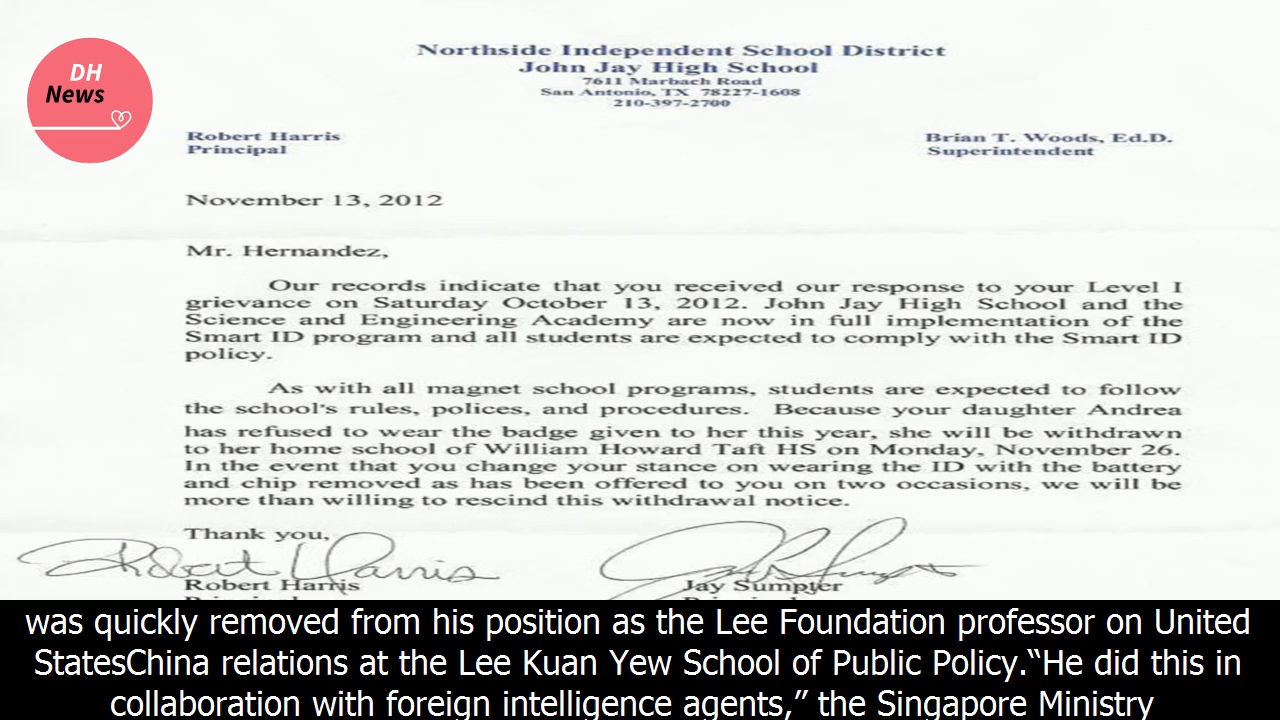 DH
News
Northside Independent School District
John Jay High School
7611 Marbach Road
San Antonio, TX 78227-1608
210-397-2700
Robert Harris
Principal
Brian T. Woods, Ed.D.
Superintendent
November 13, 2012
Mr. Hernandez,
Our records indicate that you received our response to your Level I
grievance on Saturday October 13, 2012. John Jay High School and the
Science and Engineering Academy are now in full implementation of the
Smart ID program and all students are expected to comply with the Smart ID
policy.
As with all magnet school programs, students are expected to follow
the school's rules, polices, and procedures. Because your daughter Andrea
has refused to wear the badge given to her this year, she will be withdrawn
to her home school of William Howard Taft HS on Monday, November 26.
In the event that you change your stance on wearing the ID with the battery
and chip removed as has been offered to you on two occasions, we will be
more than willing to rescind this withdrawal notice.
Thank you,
Robert Harris
Robert Harris
Jay Sumpter
was quickly removed from his position as the Lee Foundation professor on United
StatesChina relations at the Lee Kuan Yew School of Public Policy.“He did this in
collaboration with foreign intelligence agents,” the Singapore Ministry